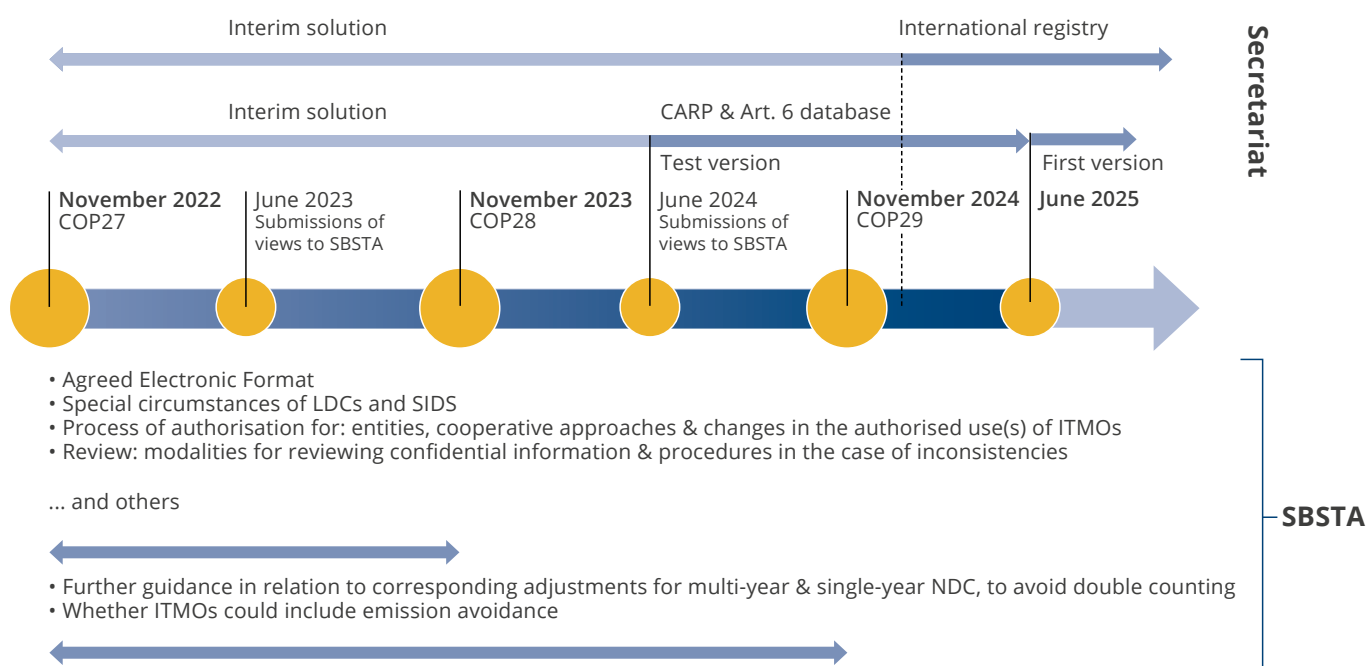 Interim solution
International registry
Secretariat
Interim solution
CARP & Art. 6 database
Test version
First version
November 2022
COP27
June 2023
Submissions of
views to SBSTA
November 2023
COP28
June 2024
Submissions of
views to SBSTA
November 2024
COP29
June 2025
• Agreed Electronic Format
• Special circumstances of LDCs and SIDS
• Process of authorisation for: entities, cooperative approaches & changes in the authorised use(s) of ITMOs
• Review: modalities for reviewing confidential information & procedures in the case of inconsistencies
... and others
SBSTA
• Further guidance in relation to corresponding adjustments for multi-year & single-year NDC, to avoid double counting
• Whether ITMOs could include emission avoidance